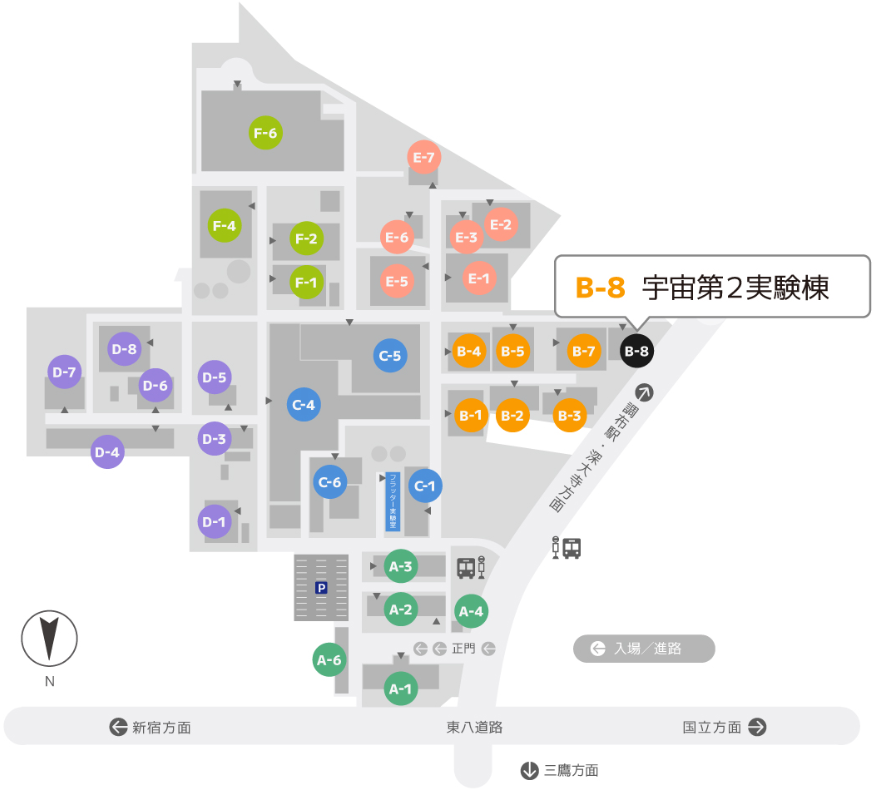 F-6
E-7
F-4
F-2
E-6
E-3
E-2
F-1
E-5
E-1
B-8 宇宙第2実験棟
D-8
D-7
D-6
D-5
C-5
B-4
B-5
B-7
B-8
C-4
B-1
B-2
B-3
調布駅・深大寺方面
D-3
D-4
C-6
フラッター実験室
C-1
D-1
A-3
P
A-2
A-4
正門
入場／進路
A-6
A-1
N
新宿方面
東八道路
国立方面
三鷹方面